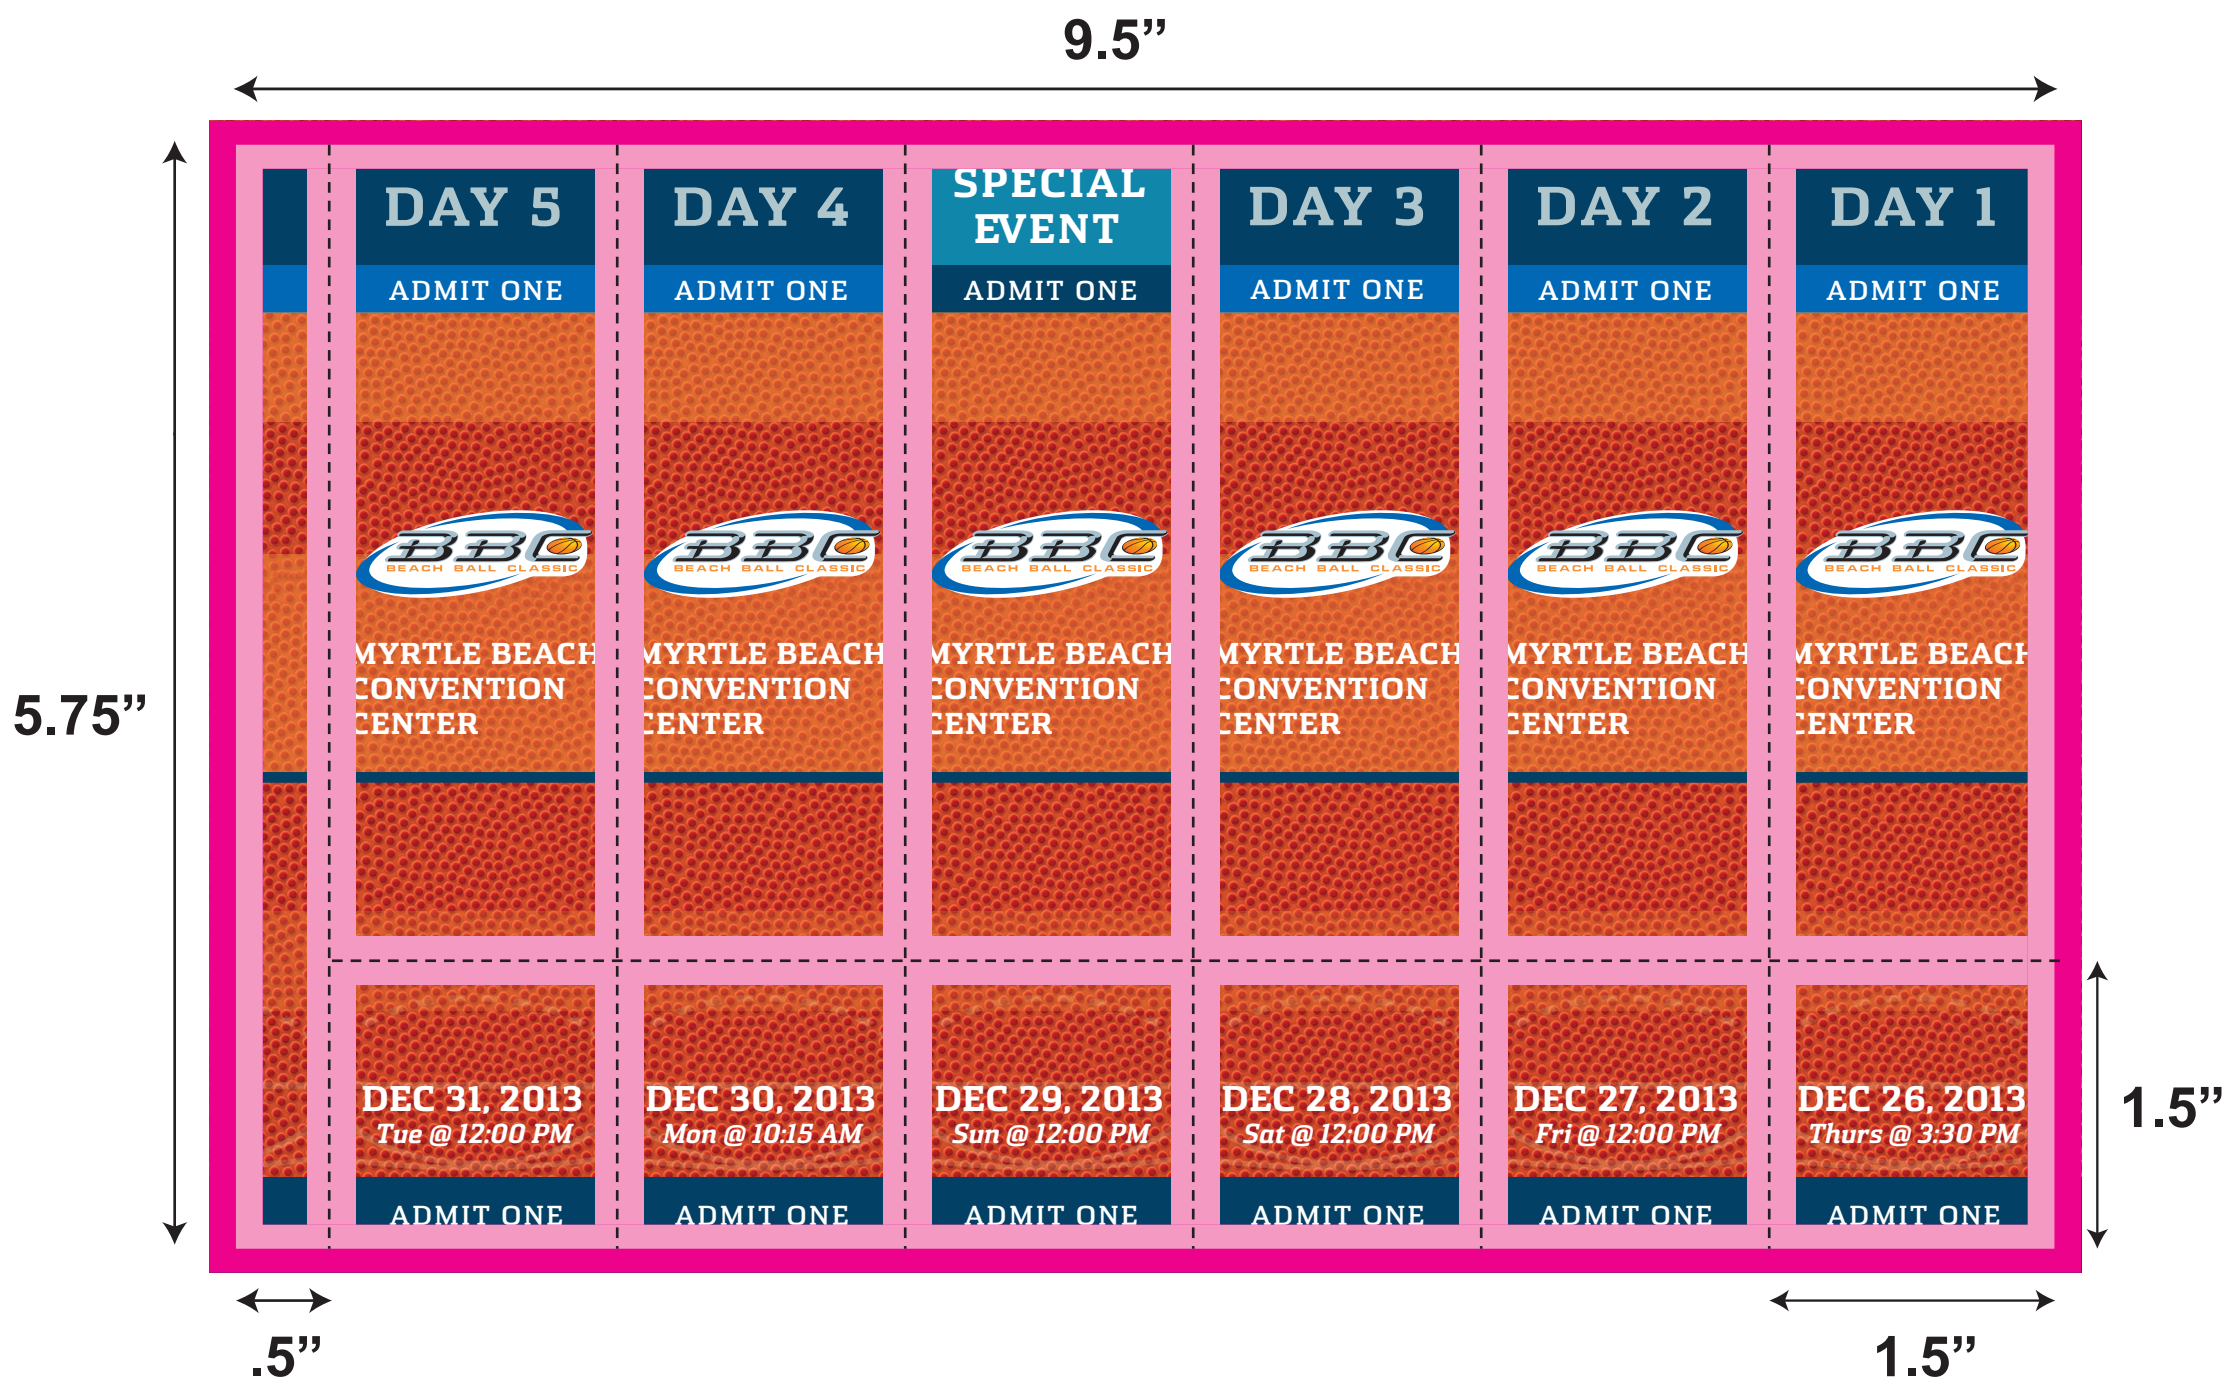 9.5”
DAY 5
ADMIT ONE
BBC
BEACH BALL CLASSIC
MYRTLE BEACH
CONVENTION
CENTER
DEC 31, 2013
Tue @ 12:00 PM
ADMIT ONE
DAY 4
ADMIT ONE
BBC
BEACH BALL CLASSIC
MYRTLE BEACH
CONVENTION
CENTER
DEC 30, 2013
Mon @ 10:15 AM
ADMIT ONE
SPECIAL
EVENT
ADMIT ONE
BBC
BEACH BALL CLASSIC
MYRTLE BEACH
CONVENTION
CENTER
DEC 29, 2013
Sun @ 12:00 PM
ADMIT ONE
DAY 3
ADMIT ONE
BBC
BEACH BALL CLASSIC
MYRTLE BEACH
CONVENTION
CENTER
DEC 28, 2013
Sat @ 12:00 PM
ADMIT ONE
DAY 2
ADMIT ONE
BBC
BEACH BALL CLASSIC
MYRTLE BEACH
CONVENTION
CENTER
DEC 27, 2013
Fri @ 12:00 PM
ADMIT ONE
DAY 1
ADMIT ONE
BBC
BEACH BALL CLASSIC
MYRTLE BEACH
CONVENTION
CENTER
DEC 26, 2013
Thurs @ 3:30 PM
ADMIT ONE
5.75”
1.5”
.5”
1.5”